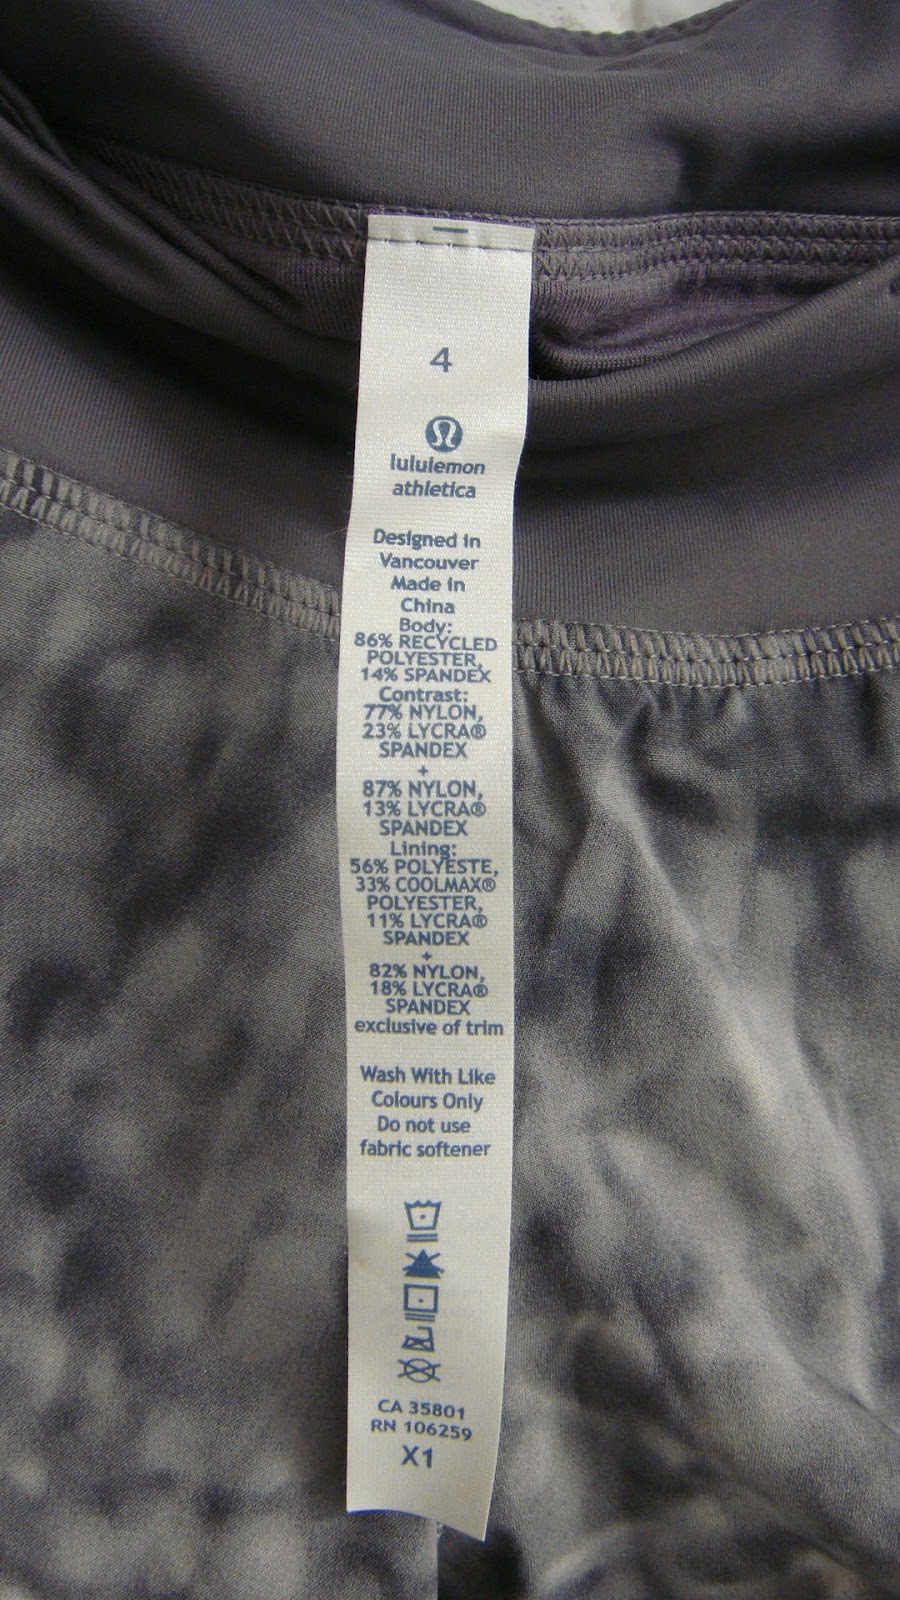 4
lululemon
athletica
Designed in
Vancouver
Made in
China
Body:
86% RECYCLED
POLYESTER,
14% SPANDEX
Contrast:
77% NYLON,
23% LYCRA®
SPANDEX
+
87% NYLON,
13% LYCRA®
SPANDEX
Lining:
56% POLYESTE,
33% COOLMAX®
POLYESTER,
11% LYCRA®
SPANDEX
+
82% NYLON,
18% LYCRA®
SPANDEX
exclusive of trim
Wash With Like
Colours Only
Do not use
fabric softener
CA 35801
RN 106259
X1